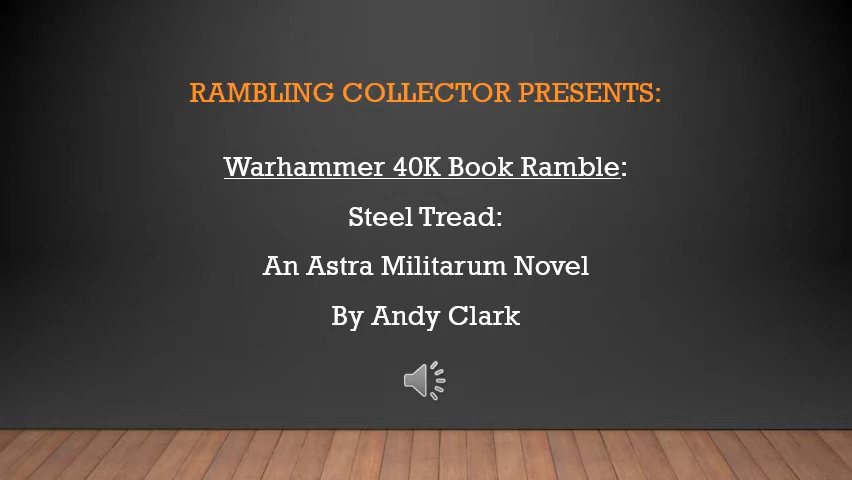 RAMBLING COLLECTOR PRESENTS:
Warhammer 40K Book Ramble:
Steel Tread:
An Astra Militarum Novel
By Andy Clark